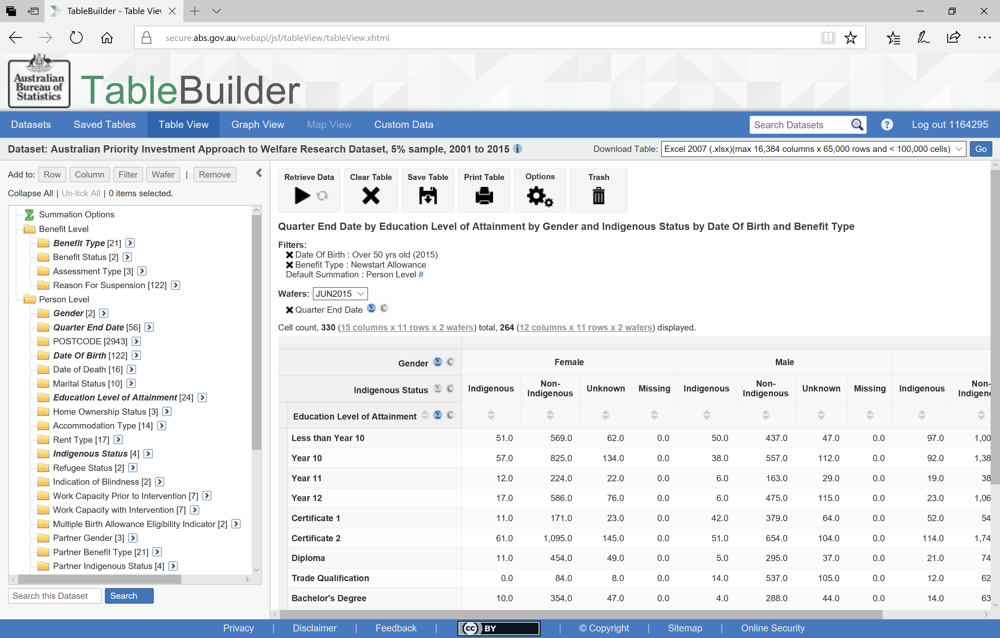 TableBuilder - Table Vie
secure.abs.gov.au/webapi/jsf/tableView/tableView.xhtml
Australian
Bureau of
Statistics
TableBuilder
Datasets Saved Tables Table View Graph View Map View Custom Data Search Datasets ? Log out 1164295
Dataset: Australian Priority Investment Approach to Welfare Research Dataset, 5% sample, 2001 to 2015 i Download Table: Excel 2007 (.xlsx)(max 16,384 columns x 65,000 rows and < 100,000 cells) Go
Add to: Row Column Filter Wafer | Remove
Collapse All | Un-tick All | 0 items selected.
Summation Options
Benefit Level
Benefit Type [21]
Benefit Status [2]
Assessment Type [3]
Reason For Suspension [122]
Person Level
Gender [2]
Quarter End Date [56]
POSTCODE [2943]
Date Of Birth [122]
Date of Death [16]
Marital Status [10]
Education Level of Attainment [24]
Home Ownership Status [3]
Accommodation Type [14]
Rent Type [17]
Indigenous Status [4]
Refugee Status [2]
Indication of Blindness [2]
Work Capacity Prior to Intervention [7]
Work Capacity with Intervention [7]
Multiple Birth Allowance Eligibility Indicator [2]
Partner Gender [3]
Partner Benefit Type [21]
Partner Indigenous Status [4]
Search this Dataset Search
Retrieve Data Clear Table Save Table Print Table Options Trash
Quarter End Date by Education Level of Attainment by Gender and Indigenous Status by Date Of Birth and Benefit Type
Filters:
Date Of Birth : Over 50 yrs old (2015)
Benefit Type : Newstart Allowance
Default Summation : Person Level #
Wafers: JUN2015
Quarter End Date Σ C
Cell count, 330 (15 columns x 11 rows x 2 wafers) total, 264 (12 columns x 11 rows x 2 wafers) displayed.
Gender Σ C Female Male
Indigenous Status Σ C Indigenous Non-Indigenous Unknown Missing Indigenous Non-Indigenous Unknown Missing Indigenous Non-Indigen
Education Level of Attainment Σ C
Less than Year 10 51.0 569.0 62.0 0.0 50.0 437.0 47.0 0.0 97.0 1,00
Year 10 57.0 825.0 134.0 0.0 38.0 557.0 112.0 0.0 92.0 1,38
Year 11 12.0 224.0 22.0 0.0 6.0 163.0 29.0 0.0 19.0 38
Year 12 17.0 586.0 76.0 0.0 6.0 475.0 115.0 0.0 23.0 1,06
Certificate 1 11.0 171.0 23.0 0.0 42.0 379.0 64.0 0.0 52.0 54
Certificate 2 61.0 1,095.0 145.0 0.0 51.0 654.0 104.0 0.0 114.0 1,74
Diploma 11.0 454.0 49.0 0.0 5.0 295.0 37.0 0.0 21.0 74
Trade Qualification 0.0 84.0 8.0 0.0 14.0 537.0 105.0 0.0 12.0 62
Bachelor's Degree 10.0 354.0 47.0 0.0 4.0 288.0 44.0 0.0 14.0 63
Privacy | Disclaimer | Feedback | cc BY | © Copyright | Sitemap | Online Security